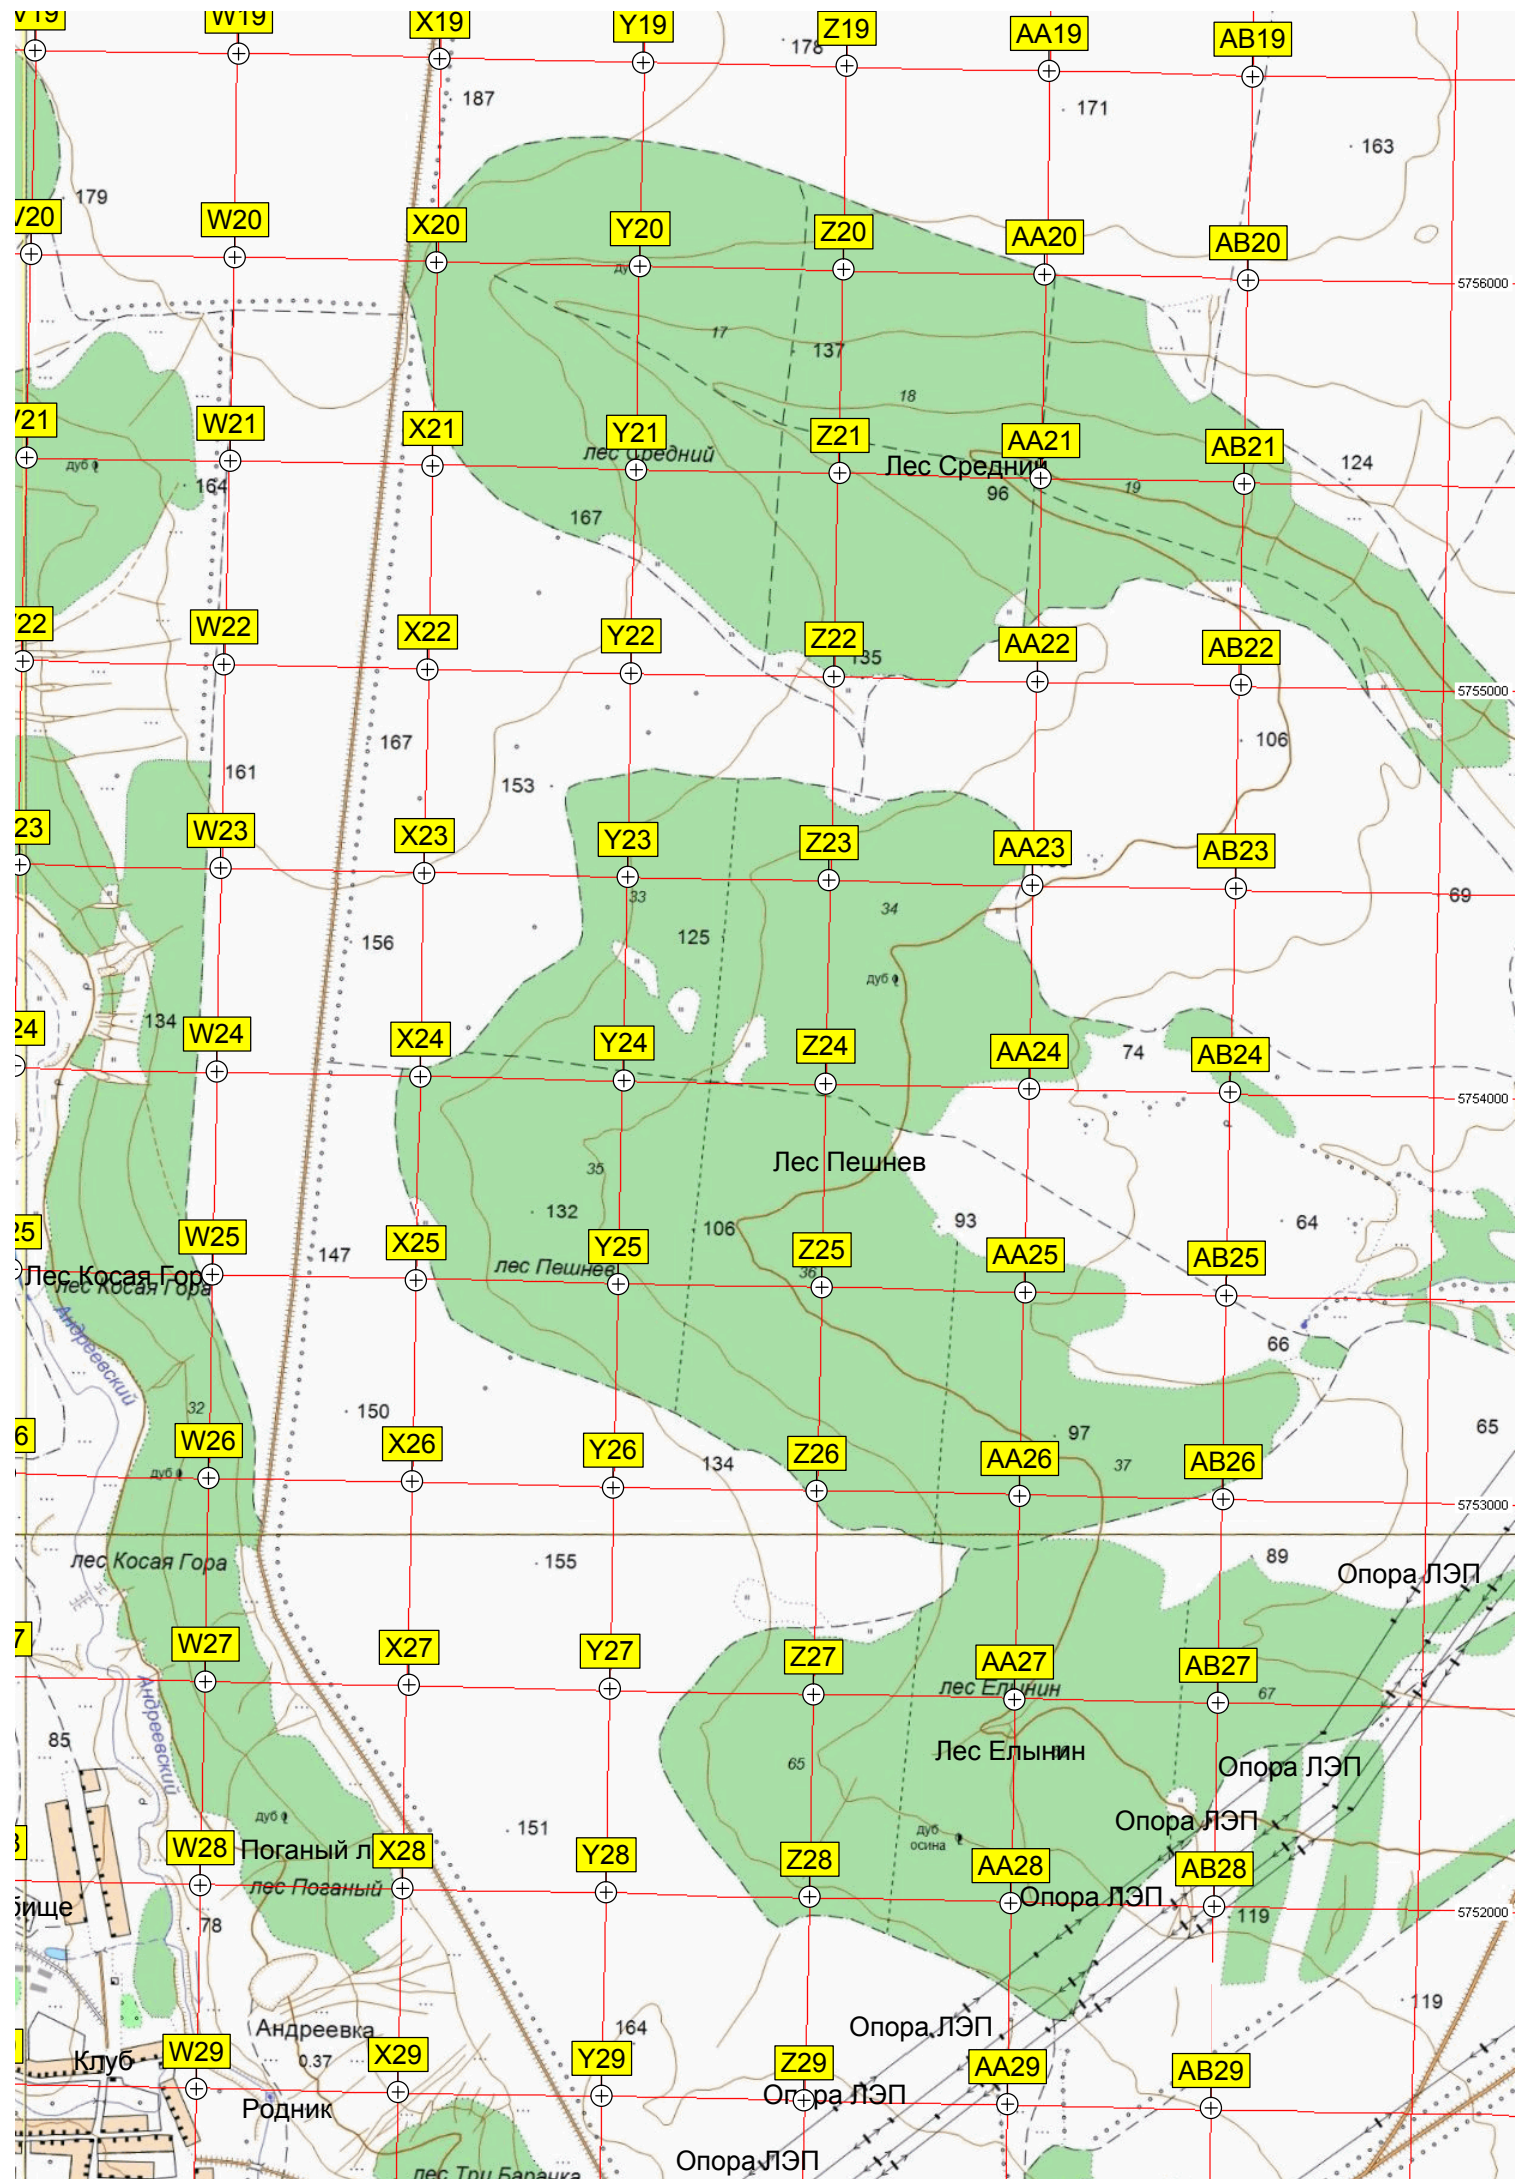 V19 W19 X19 Y19 Z19 AA19 AB19
178
187
171
163
179
V20 W20 X20 Y20 Z20 AA20 AB20
5756000
17
137
18
V21 W21 X21 Y21 Z21 AA21 AB21
лес Средний
Лес Средний
дуб
164
96
19
124
167
W22 X22 Y22 Z22 AA22 AB22
135
5755000
167
106
161
153
W23 X23 Y23 Z23 AA23 AB23
33
34
69
125
156
дуб
134
W24 X24 Y24 Z24 AA24 AB24
74
5754000
Лес Пешнев
35
132
106
93
64
W25 X25 Y25 Z25 AA25 AB25
147
лес Пешнев
36
Лес Косая Гора
лес Косая Гора
Андреевский
66
32
150
97
65
W26 X26 Y26 Z26 AA26 AB26
дуб
134
37
5753000
лес Косая Гора
155
89
Опора ЛЭП
W27 X27 Y27 Z27 AA27 AB27
лес Елынин
67
Андреевский
85
Лес Елынин
65
Опора ЛЭП
дуб
151
дуб
осина
Опора ЛЭП
W28 X28 Y28 Z28 AA28 AB28
Поганый л
лес Поганый
Опора ЛЭП
бище
78
119
5752000
119
Андреевка
164
Опора ЛЭП
0.37
Клуб
W29 X29 Y29 Z29 AA29 AB29
Родник
Опора ЛЭП
Опора ЛЭП
лес Три Барачка